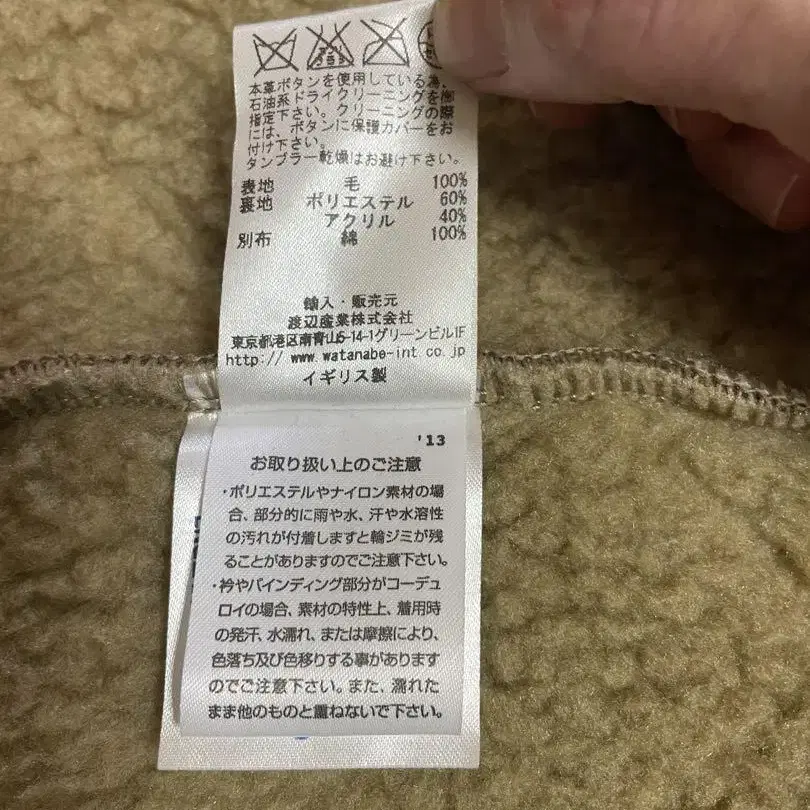 本革ボタンを使用している為、
石油系ドライクリーニングを御
指定下さい。クリーニングの際
には、ボタンに保護カバーをお
付け下さい。
タンブラー乾燥はお避け下さい。
表地 毛 100%
裏地 ポリエステル 60%
アクリル 40%
別布 綿 100%
輸入・販売元
渡辺産業株式会社
東京都港区南青山5-14-1グリーンビル1F
http://www.watanabe-int.co.jp
イギリス製
'13
お取り扱い上のご注意
・ポリエステルやナイロン素材の場
合、部分的に雨や水、汗や水溶性
の汚れが付着しますと輪ジミが残
ることがありますのでご注意下さい。
・衿やバインディング部分がコーデュ
ロイの場合、素材の特性上、着用時
の発汗、水濡れ、または摩擦により、
色落ち及び色移りする事があります
のでご注意下さい。また、濡れた
まま他のものと重ねないで下さい。